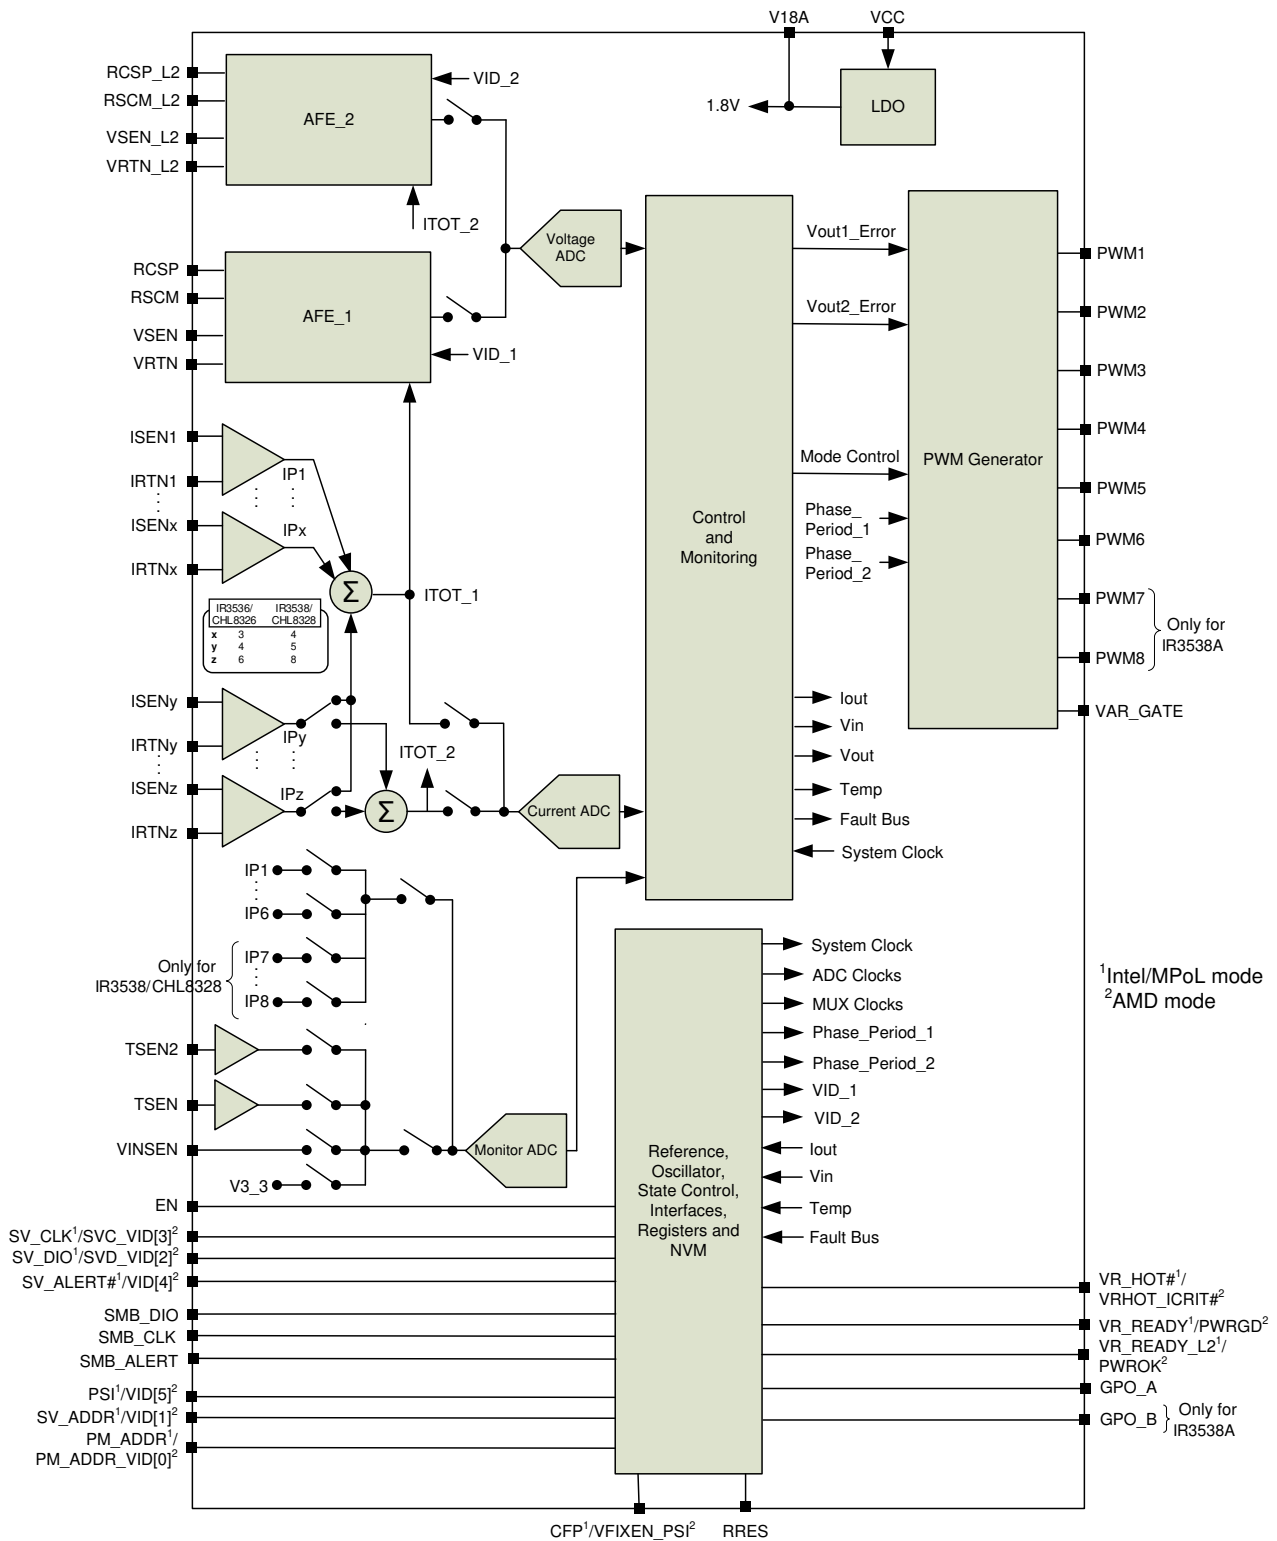 V18A
VCC
RCSP_L2
RSCM_L2
VSEN_L2
VRTN_L2
AFE_2
VID_2
1.8V
LDO
ITOT_2
RCSP
RSCM
VSEN
VRTN
AFE_1
VID_1
Voltage
ADC
Vout1_Error
Vout2_Error
Mode Control
Phase_
Period_1
Phase_
Period_2
Control
and
Monitoring
PWM Generator
PWM1
PWM2
PWM3
PWM4
PWM5
PWM6
PWM7
PWM8
Only for
IR3538A
VAR_GATE
ISEN1
IRTN1
ISENx
IRTNx
IP1
IPx
Σ
ITOT_1
IR3536/ IR3538/
CHL8326 CHL8328
x 3 4
y 4 5
z 6 8
ISENy
IRTNy
ISENz
IRTNz
IPy
IPz
Σ
ITOT_2
Current ADC
Iout
Vin
Vout
Temp
Fault Bus
System Clock
IP1
IP6
IP7
IP8
Only for
IR3538/CHL8328
TSEN2
TSEN
VINSEN
V3_3
Monitor ADC
EN
SV_CLK¹/SVC_VID[3]²
SV_DIO¹/SVD_VID[2]²
SV_ALERT#¹/VID[4]²
SMB_DIO
SMB_CLK
SMB_ALERT
PSI¹/VID[5]²
SV_ADDR¹/VID[1]²
PM_ADDR¹/
PM_ADDR_VID[0]²
Reference,
Oscillator,
State Control,
Interfaces,
Registers and
NVM
System Clock
ADC Clocks
MUX Clocks
Phase_Period_1
Phase_Period_2
VID_1
VID_2
Iout
Vin
Temp
Fault Bus
¹Intel/MPoL mode
²AMD mode
VR_HOT#¹/
VRHOT_ICRIT#²
VR_READY¹/PWRGD²
VR_READY_L2¹/
PWROK²
GPO_A
GPO_B
Only for
IR3538A
CFP¹/VFIXEN_PSI²
RRES